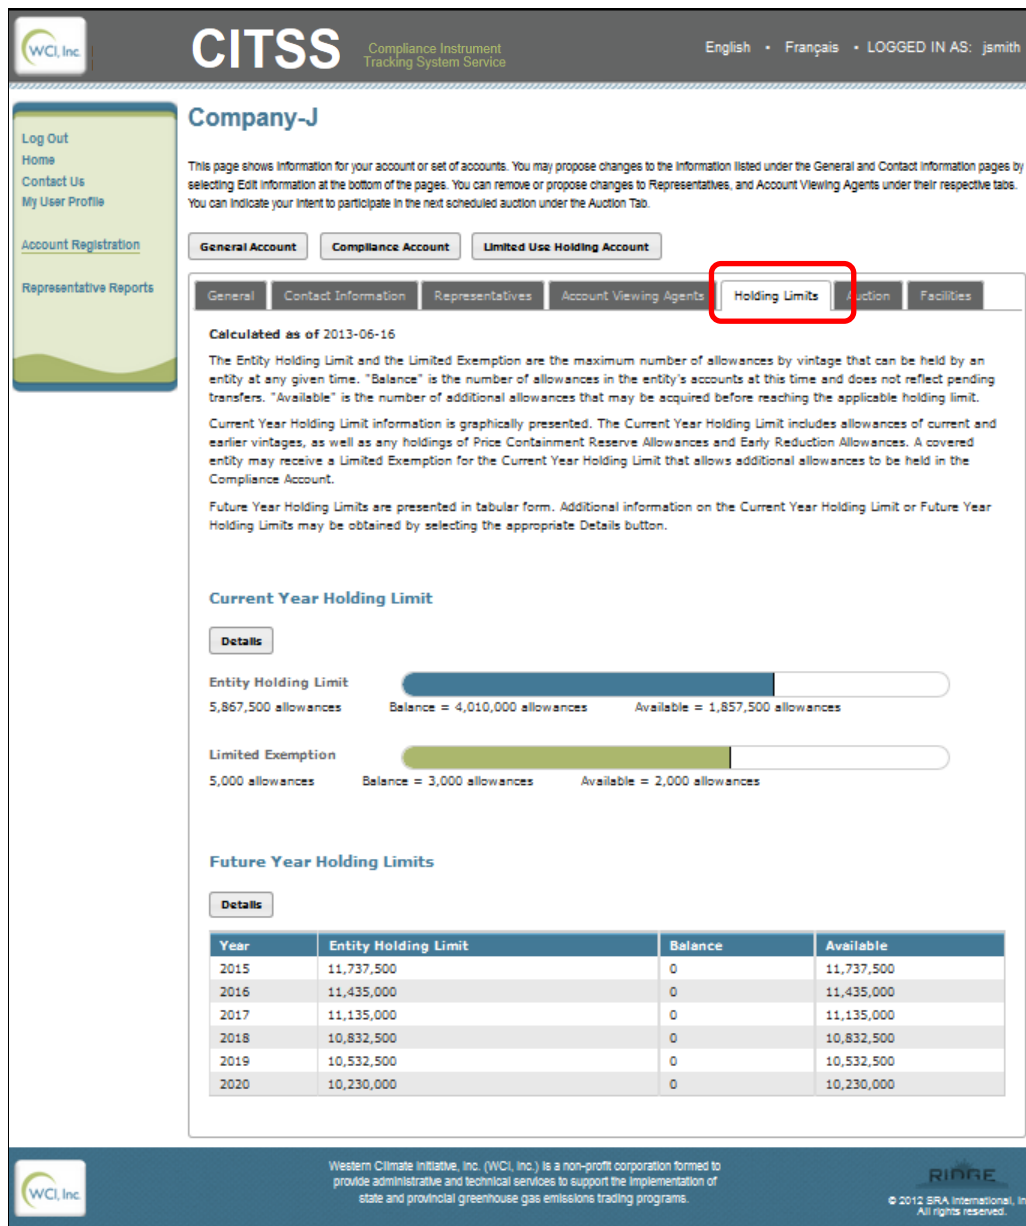 WCI, Inc.
CITSS
Compliance Instrument
Tracking System Service
English • Français • LOGGED IN AS: jsmith
Log Out
Home
Contact Us
My User Profile
Account Registration
Representative Reports
Company-J
This page shows information for your account or set of accounts. You may propose changes to the information listed under the General and Contact Information pages by
selecting Edit Information at the bottom of the pages. You can remove or propose changes to Representatives, and Account Viewing Agents under their respective tabs.
You can indicate your intent to participate in the next scheduled auction under the Auction Tab.
General Account Compliance Account Limited Use Holding Account
General Contact Information Representatives Account Viewing Agents Holding Limits Auction Facilities
Calculated as of 2013-06-16
The Entity Holding Limit and the Limited Exemption are the maximum number of allowances by vintage that can be held by an
entity at any given time. "Balance" is the number of allowances in the entity's accounts at this time and does not reflect pending
transfers. "Available" is the number of additional allowances that may be acquired before reaching the applicable holding limit.
Current Year Holding Limit information is graphically presented. The Current Year Holding Limit includes allowances of current and
earlier vintages, as well as any holdings of Price Containment Reserve Allowances and Early Reduction Allowances. A covered
entity may receive a Limited Exemption for the Current Year Holding Limit that allows additional allowances to be held in the
Compliance Account.
Future Year Holding Limits are presented in tabular form. Additional information on the Current Year Holding Limit or Future Year
Holding Limits may be obtained by selecting the appropriate Details button.
Current Year Holding Limit
Details
Entity Holding Limit
5,867,500 allowances Balance = 4,010,000 allowances Available = 1,857,500 allowances
Limited Exemption
5,000 allowances Balance = 3,000 allowances Available = 2,000 allowances
Future Year Holding Limits
Details
Year Entity Holding Limit Balance Available
2015 11,737,500 0 11,737,500
2016 11,435,000 0 11,435,000
2017 11,135,000 0 11,135,000
2018 10,832,500 0 10,832,500
2019 10,532,500 0 10,532,500
2020 10,230,000 0 10,230,000
WCI, Inc.
Western Climate Initiative, Inc. (WCI, Inc.) is a non-profit corporation formed to
provide administrative and technical services to support the implementation of
state and provincial greenhouse gas emissions trading programs.
RIDGE
© 2012 SRA International, In
All rights reserved.